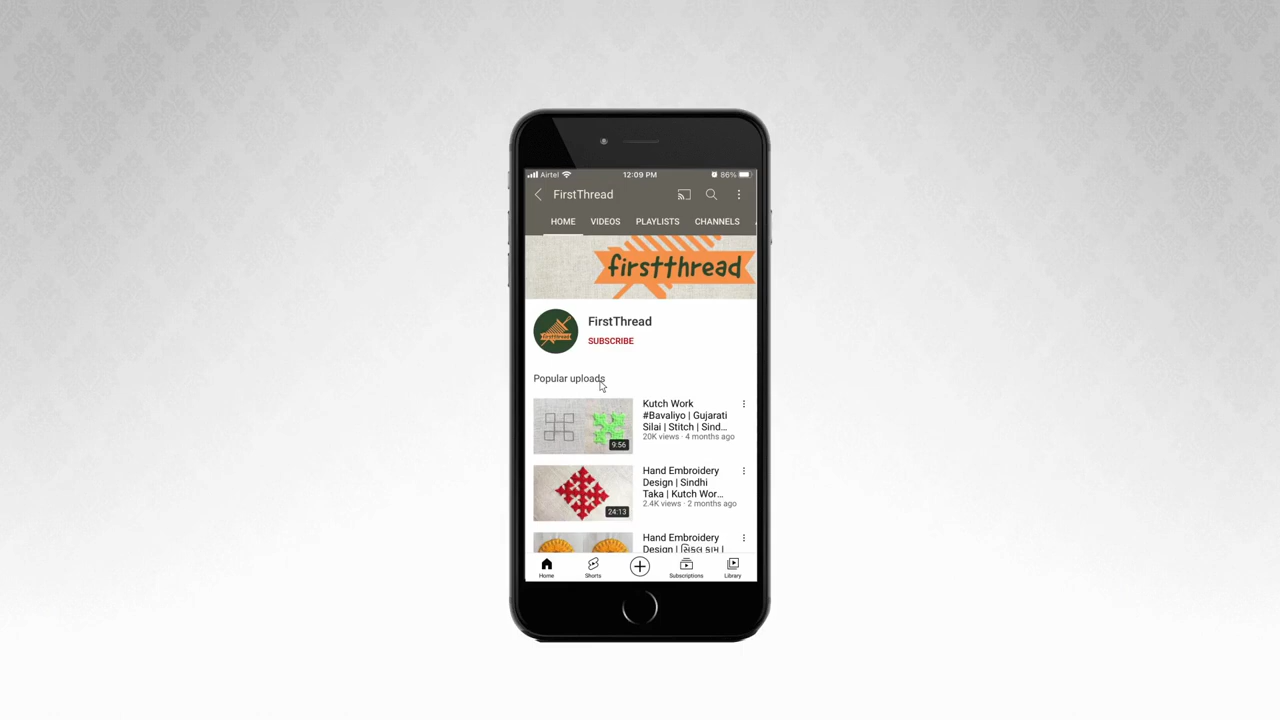 Airtel 12:09 PM 86%
FirstThread
HOME VIDEOS PLAYLISTS CHANNELS
firstthread
FirstThread
SUBSCRIBE
Popular uploads
Kutch Work
#Bavaliyo | Gujarati
Silai | Stitch | Sind...
20K views · 4 months ago
9:56
Hand Embroidery
Design | Sindhi
Taka | Kutch Wor...
2.4K views · 2 months ago
24:13
Hand Embroidery
Design |
Home Shorts Subscriptions Library